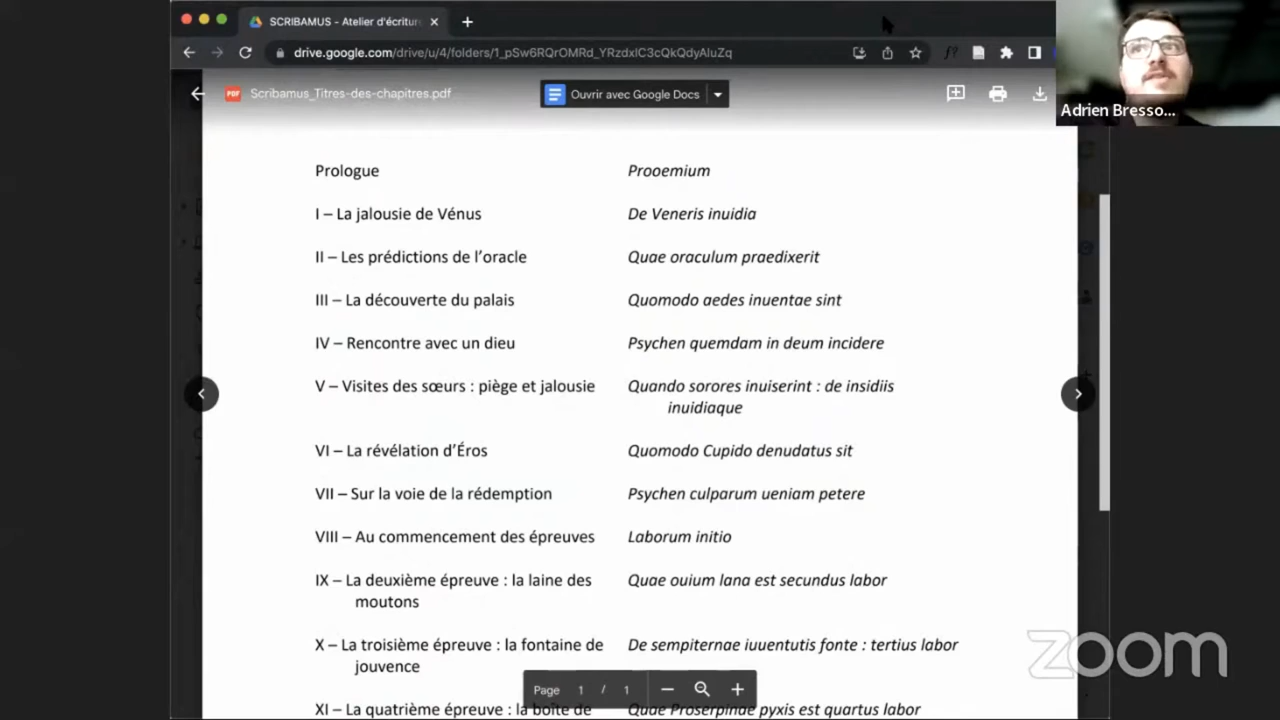 SCRIBAMUS - Atelier d'écritur
drive.google.com/drive/u/4/folders/1_pSw6RQrOMRd_YRzdxIC3cQkQdyAluZq
PDF Scribamus_Titres-des-chapitres.pdf
Ouvrir avec Google Docs
Adrien Bresso...
Prologue Prooemium
I – La jalousie de Vénus De Veneris inuidia
II – Les prédictions de l'oracle Quae oraculum praedixerit
III – La découverte du palais Quomodo aedes inuentae sint
IV – Rencontre avec un dieu Psychen quemdam in deum incidere
V – Visites des sœurs : piège et jalousie Quando sorores inuiserint : de insidiis
inuidiaque
VI – La révélation d'Éros Quomodo Cupido denudatus sit
VII – Sur la voie de la rédemption Psychen culparum ueniam petere
VIII – Au commencement des épreuves Laborum initio
IX – La deuxième épreuve : la laine des Quae ouium lana est secundus labor
moutons
X – La troisième épreuve : la fontaine de De sempiternae iuuentutis fonte : tertius labor
jouvence
XI – La quatrième épreuve : la boîte de Quae Proserpinae pyxis est quartus labor
Page 1 / 1
zoom